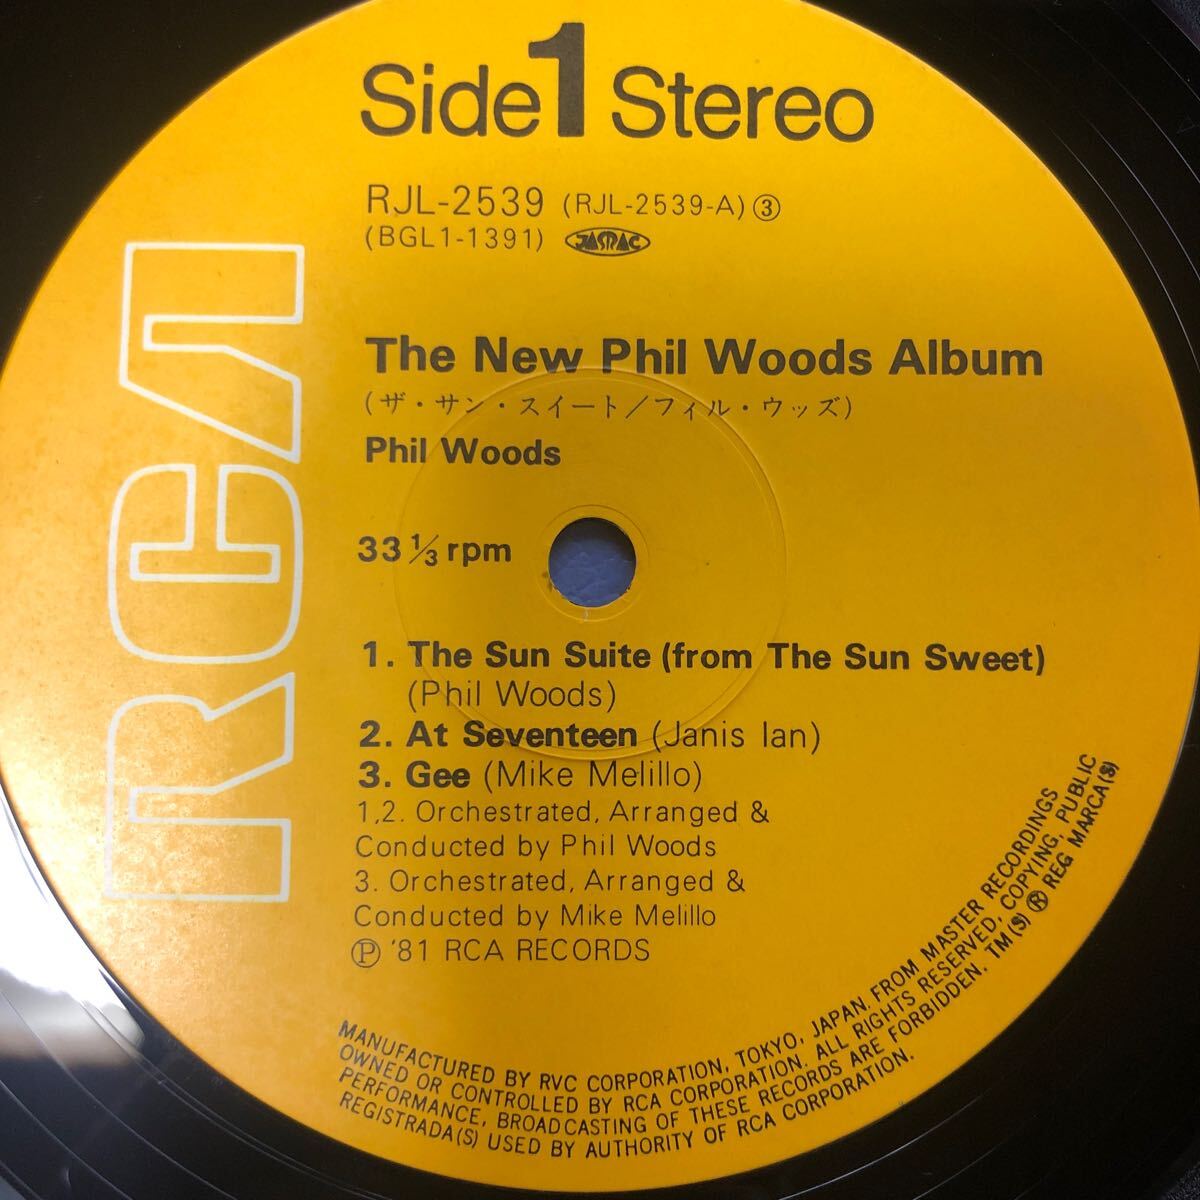 Side 1 Stereo
RJL-2539 (RJL-2539-A) ③
(BGL1-1391) JASRAC
RCA
The New Phil Woods Album
(ザ・サン・スイート/フィル・ウッズ)
Phil Woods
33 1/3 rpm
1. The Sun Suite (from The Sun Sweet)
(Phil Woods)
2. At Seventeen (Janis Ian)
3. Gee (Mike Melillo)
1,2. Orchestrated, Arranged &
Conducted by Phil Woods
3. Orchestrated, Arranged &
Conducted by Mike Melillo
Ⓟ '81 RCA RECORDS
MANUFACTURED BY RVC CORPORATION, TOKYO, JAPAN. FROM MASTER RECORDINGS
OWNED OR CONTROLLED BY RCA CORPORATION. ALL RIGHTS RESERVED, COPYING, PUBLIC
PERFORMANCE, BROADCASTING OF THESE RECORDS ARE FORBIDDEN. TM(S) ® REG MARCA(S)
REGISTRADA(S) USED BY AUTHORITY OF RCA CORPORATION.